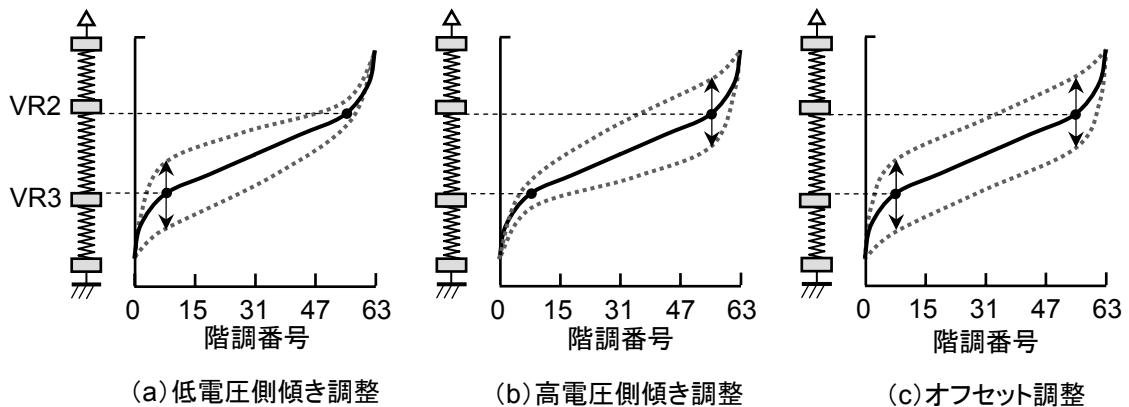 VR2
VR3
0 15 31 47 63
階調番号
(a)低電圧側傾き調整
0 15 31 47 63
階調番号
(b)高電圧側傾き調整
0 15 31 47 63
階調番号
(c)オフセット調整